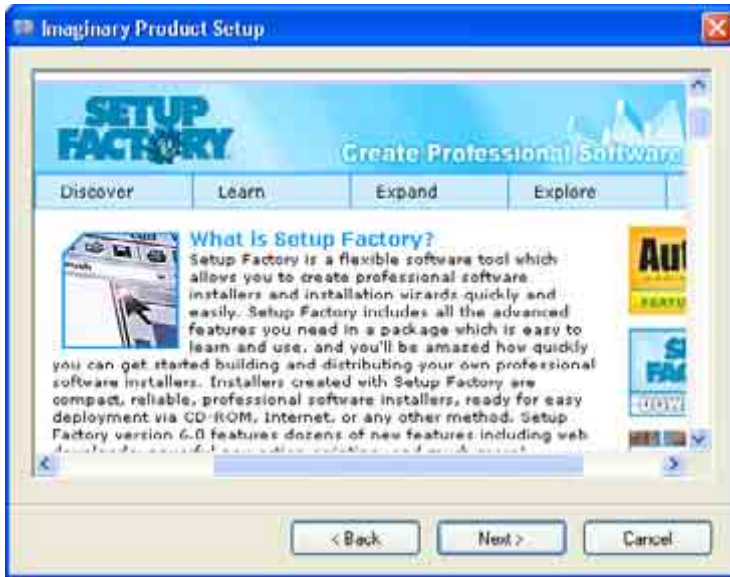 Imaginary Product Setup
SETUP
FACTORY
Create Professional Software
Discover
Learn
Expand
Explore
What is Setup Factory?
Setup Factory is a flexible software tool which
allows you to create professional software
installers and installation wizards quickly and
easily. Setup Factory includes all the advanced
features you need in a package which is easy to
learn and use, and you'll be amazed how quickly
you can get started building and distributing your own professional
software installers. Installers created with Setup Factory are
compact, reliable, professional software installers, ready for easy
deployment via CD-ROM, Internet, or any other method. Setup
Factory version 6.0 features dozens of new features including web
Aut
FEATU
SE
FAC
< Back
Next >
Cancel